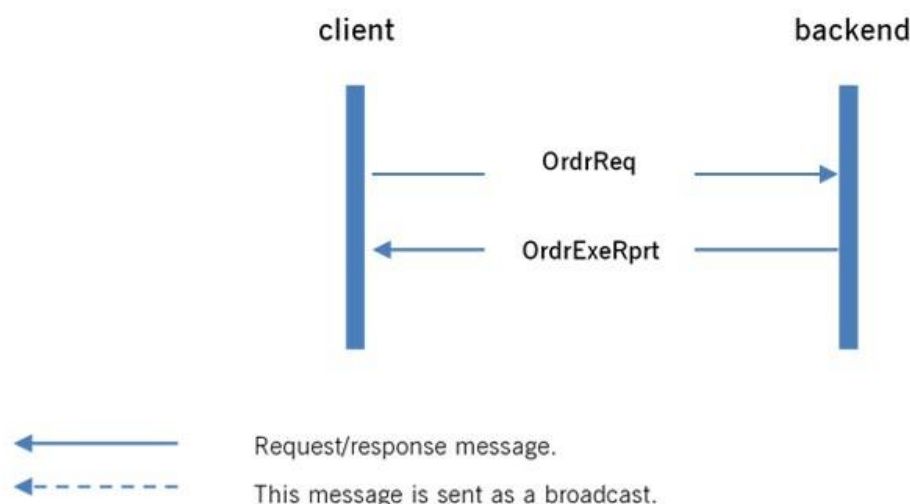 client backend
OrdrReq
OrdrExeRprt
Request/response message.
This message is sent as a broadcast.